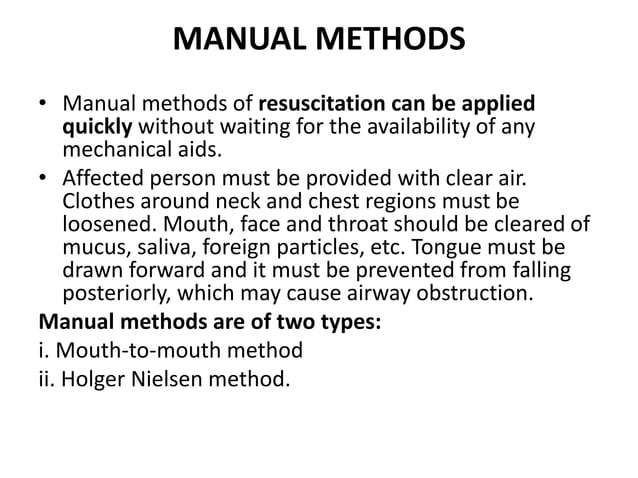 MANUAL METHODS
• Manual methods of resuscitation can be applied
quickly without waiting for the availability of any
mechanical aids.
• Affected person must be provided with clear air.
Clothes around neck and chest regions must be
loosened. Mouth, face and throat should be cleared of
mucus, saliva, foreign particles, etc. Tongue must be
drawn forward and it must be prevented from falling
posteriorly, which may cause airway obstruction.
Manual methods are of two types:
i. Mouth-to-mouth method
ii. Holger Nielsen method.